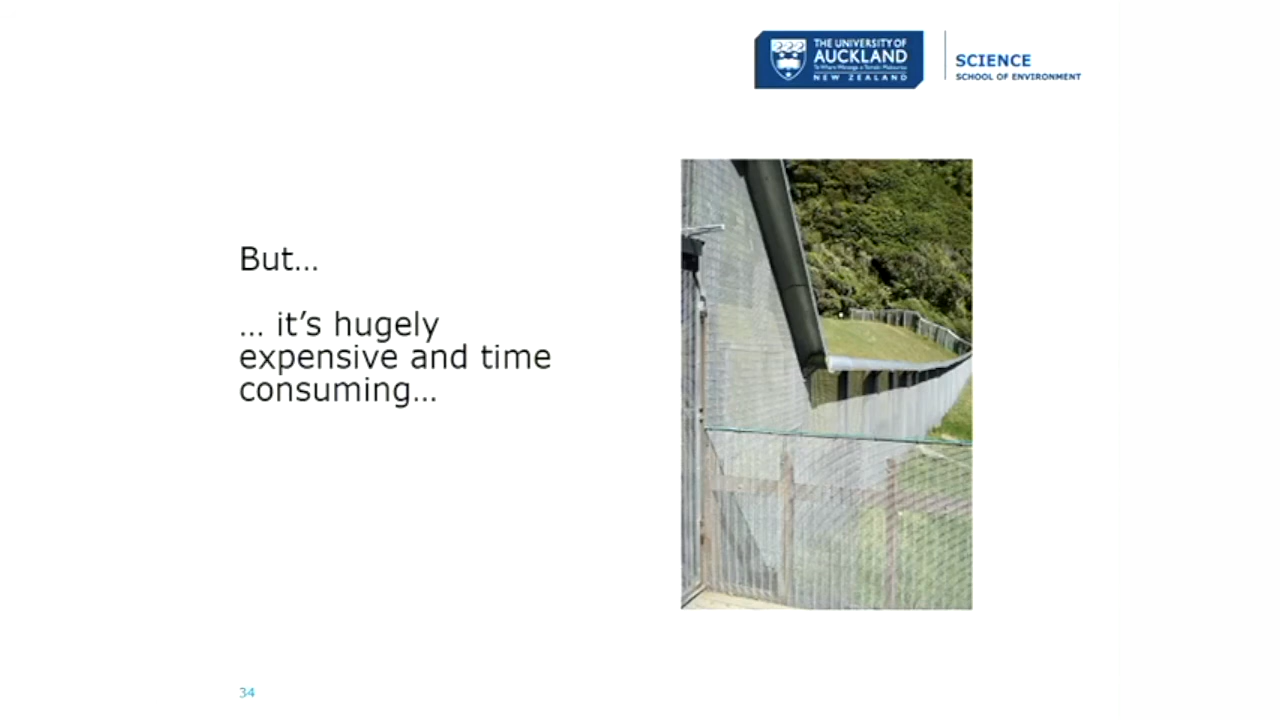 THE UNIVERSITY OF
AUCKLAND
NEW ZEALAND
SCIENCE
SCHOOL OF ENVIRONMENT
But...
... it's hugely
expensive and time
consuming...
34